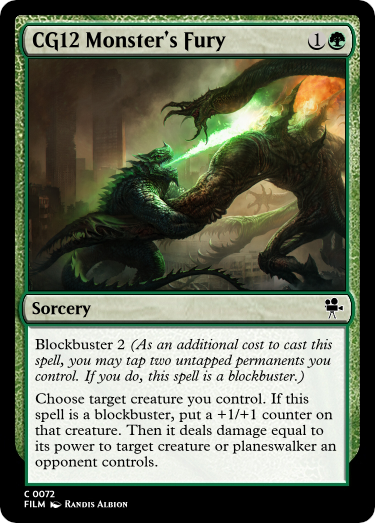 CG12 Monster's Fury 1
Sorcery
Blockbuster 2 (As an additional cost to cast this
spell, you may tap two untapped permanents you
control. If you do, this spell is a blockbuster.)
Choose target creature you control. If this
spell is a blockbuster, put a +1/+1 counter on
that creature. Then it deals damage equal to
its power to target creature or planeswalker an
opponent controls.
C 0072
FILM Randis Albion